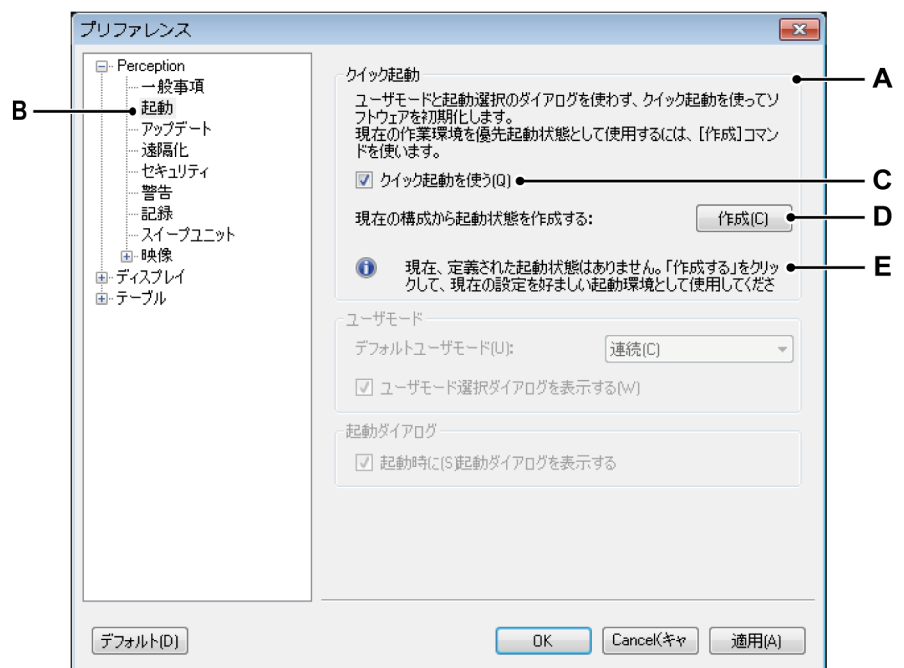 プリファレンス
Perception
一般事項
起動
アップデート
遠隔化
セキュリティ
警告
記録
スイープユニット
映像
ディスプレイ
テーブル
クイック起動
ユーザモードと起動選択のダイアログを使わず、クイック起動を使ってソ
フトウェアを初期化します。
現在の作業環境を優先起動状態として使用するには、[作成]コマン
ドを使います。
クイック起動を使う(Q)
現在の構成から起動状態を作成する:
作成(C)
現在、定義された起動状態はありません。「作成する」をクリッ
クして、現在の設定を好ましい起動環境として使用してくださ
ユーザモード
デフォルトユーザモード(U):
連続(C)
ユーザモード選択ダイアログを表示する(W)
起動ダイアログ
起動時に(S)起動ダイアログを表示する
デフォルト(D)
OK
Cancel(キャ
適用(A)
A
B
C
D
E